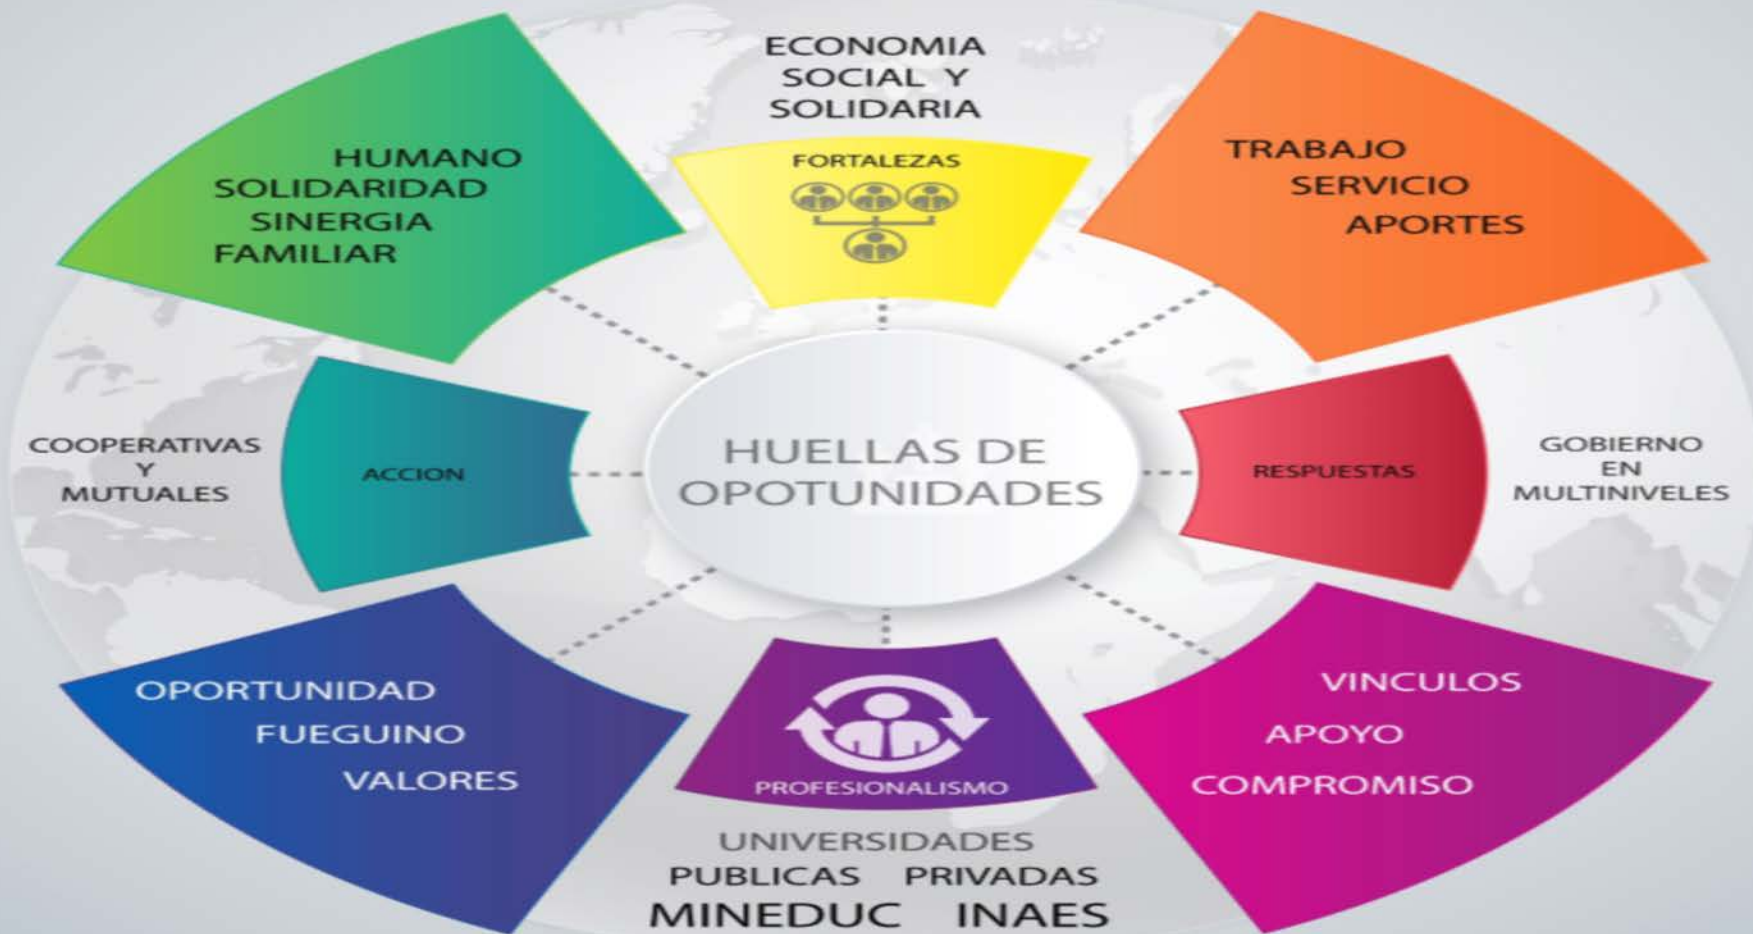 ECONOMIA
SOCIAL Y
SOLIDARIA
FORTALEZAS
HUMANO
SOLIDARIDAD
SINERGIA
FAMILIAR
TRABAJO
SERVICIO
APORTES
COOPERATIVAS
Y
MUTUALES
ACCION
HUELLAS DE
OPOTUNIDADES
RESPUESTAS
GOBIERNO
EN
MULTINIVELES
OPORTUNIDAD
FUEGUINO
VALORES
PROFESIONALISMO
VINCULOS
APOYO
COMPROMISO
UNIVERSIDADES
PUBLICAS PRIVADAS
MINEDUC INAES